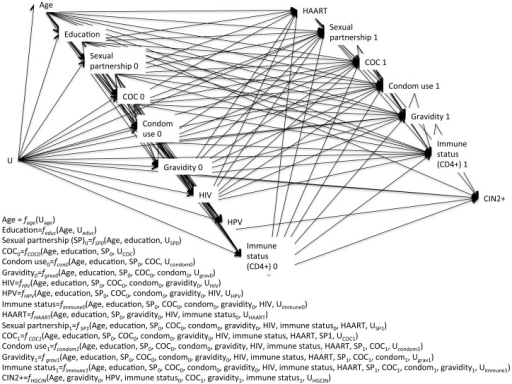 Age
HAART
Education
Sexual
partnership 1
Sexual
partnership 0
COC 1
COC 0
Condom use 1
Condom
use 0
Gravidity 1
Immune
status
(CD4+) 1
U
Gravidity 0
HIV
CIN2+
HPV
Immune
status
(CD4+) 0
Age = fage(Uage)
Education=feduc(Age, Ueduc)
Sexual partnership (SP)0=fSP0(Age, education, USP0)
COC0=fCOC0(Age, education, SP0, UCOC)
Condom use0=fcon0(Age, education, SP0, COC, Ucondom0)
Gravidity0=fgrav0(Age, education, SP0, COC0, condom0, Ugrav0)
HIV=fHIV(Age, education, SP0, COC0, condom0, gravidity0, UHIV)
HPV=fHPV(Age, education, SP0, COC0, condom0, gravidity0, HIV, UHPV)
Immune status=fimmune0(Age, education, SP0, COC0, condom0, gravidity0, HIV, Uimmune0)
HAART=fHAART(Age, education, SP0, gravidity0, HIV, immune status0, UHAART)
Sexual partnership1=fSP1(Age, education, SP0, COC0, condom0, gravidity0, HIV, immune status0, HAART, USP1)
COC1=fCOC1(Age, education, SP0, COC0, condom0, gravidity0, HIV, immune status, HAART, SP1, UCOC1)
Condom use1=fcondom1(Age, education, SP0, COC0, condom0, gravidity0, HIV, immune status, HAART, SP1, COC1, Ucondom1)
Gravidity1=fgrav1(Age, education, SP0, COC0, condom0, gravidity0, HIV, immune status, HAART, SP1, COC1, condom1, Ugrav1)
Immune status1=fimmune1(Age, education, SP0, COC0, condom0, gravidity0, HIV, immune status, HAART, SP1, COC1, condom1, gravidity1, Uimmune1)
CIN2+=fHGCIN(Age, gravidity0, HPV, immune status0, COC1, gravidity1, immune status1, UHGCIN)